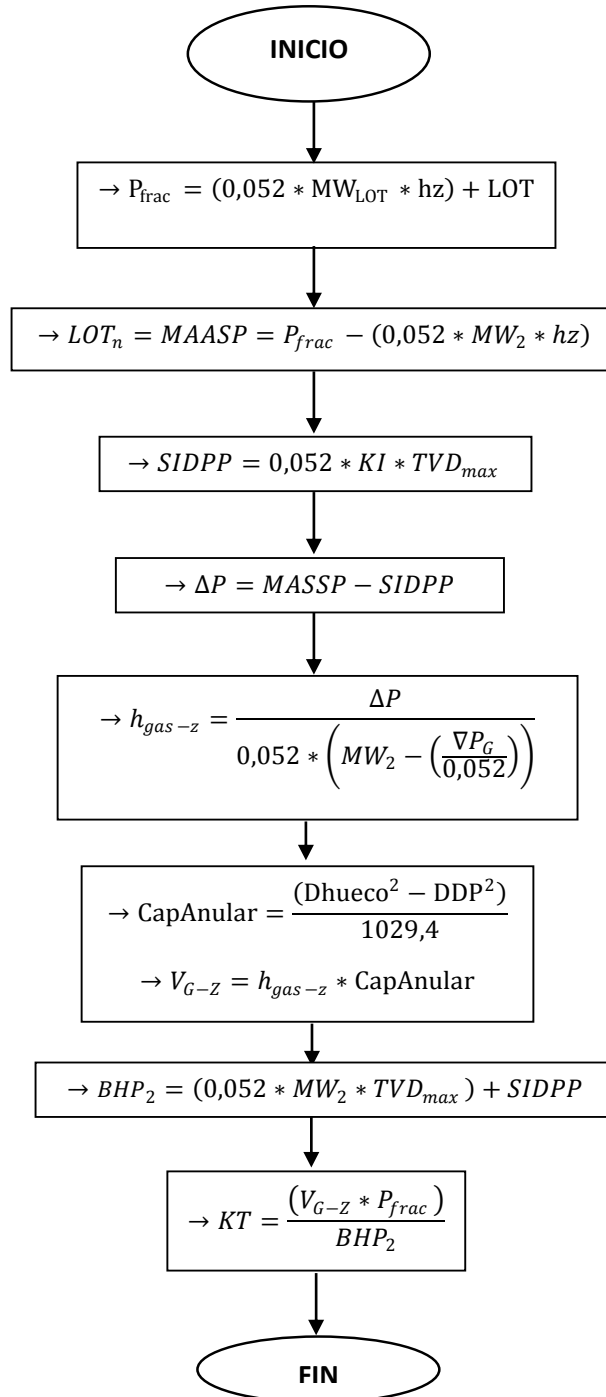 INICIO
→ P_frac = (0,052 * MW_LOT * hz) + LOT
→ LOT_n = MAASP = P_frac − (0,052 * MW_2 * hz)
→ SIDPP = 0,052 * KI * TVD_max
→ ΔP = MASSP − SIDPP
→ h_gas−z = ΔP / (0,052 * (MW_2 − (∇P_G / 0,052)))
→ CapAnular = (Dhueco² − DDP²) / 1029,4
→ V_G−Z = h_gas−z * CapAnular
→ BHP_2 = (0,052 * MW_2 * TVD_max) + SIDPP
→ KT = (V_G−Z * P_frac) / BHP_2
FIN